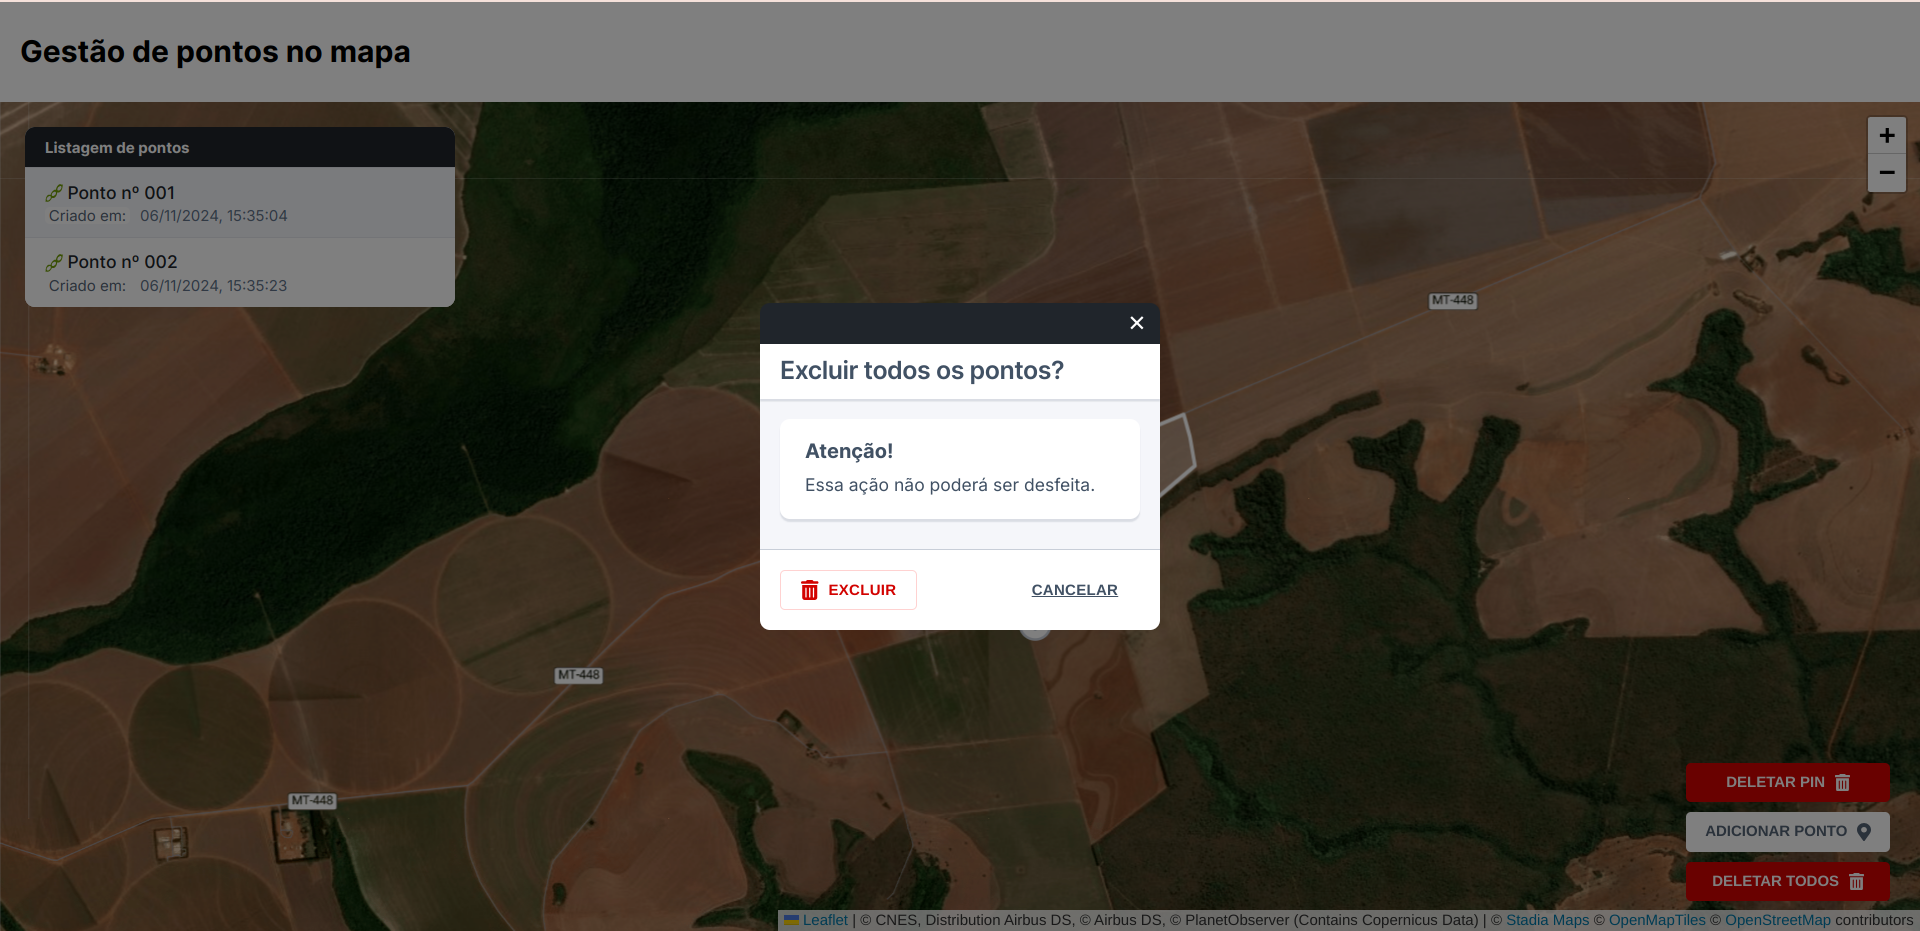 Gestão de pontos no mapa
Listagem de pontos
Ponto nº 001
Criado em: 06/11/2024, 15:35:04
Ponto nº 002
Criado em: 06/11/2024, 15:35:23
+
−
MT-448
Excluir todos os pontos?
Atenção!
Essa ação não poderá ser desfeita.
EXCLUIR
CANCELAR
MT-448
MT-448
DELETAR PIN
ADICIONAR PONTO
DELETAR TODOS
Leaflet | © CNES, Distribution Airbus DS, © Airbus DS, © PlanetObserver (Contains Copernicus Data) | © Stadia Maps © OpenMapTiles © OpenStreetMap contributors